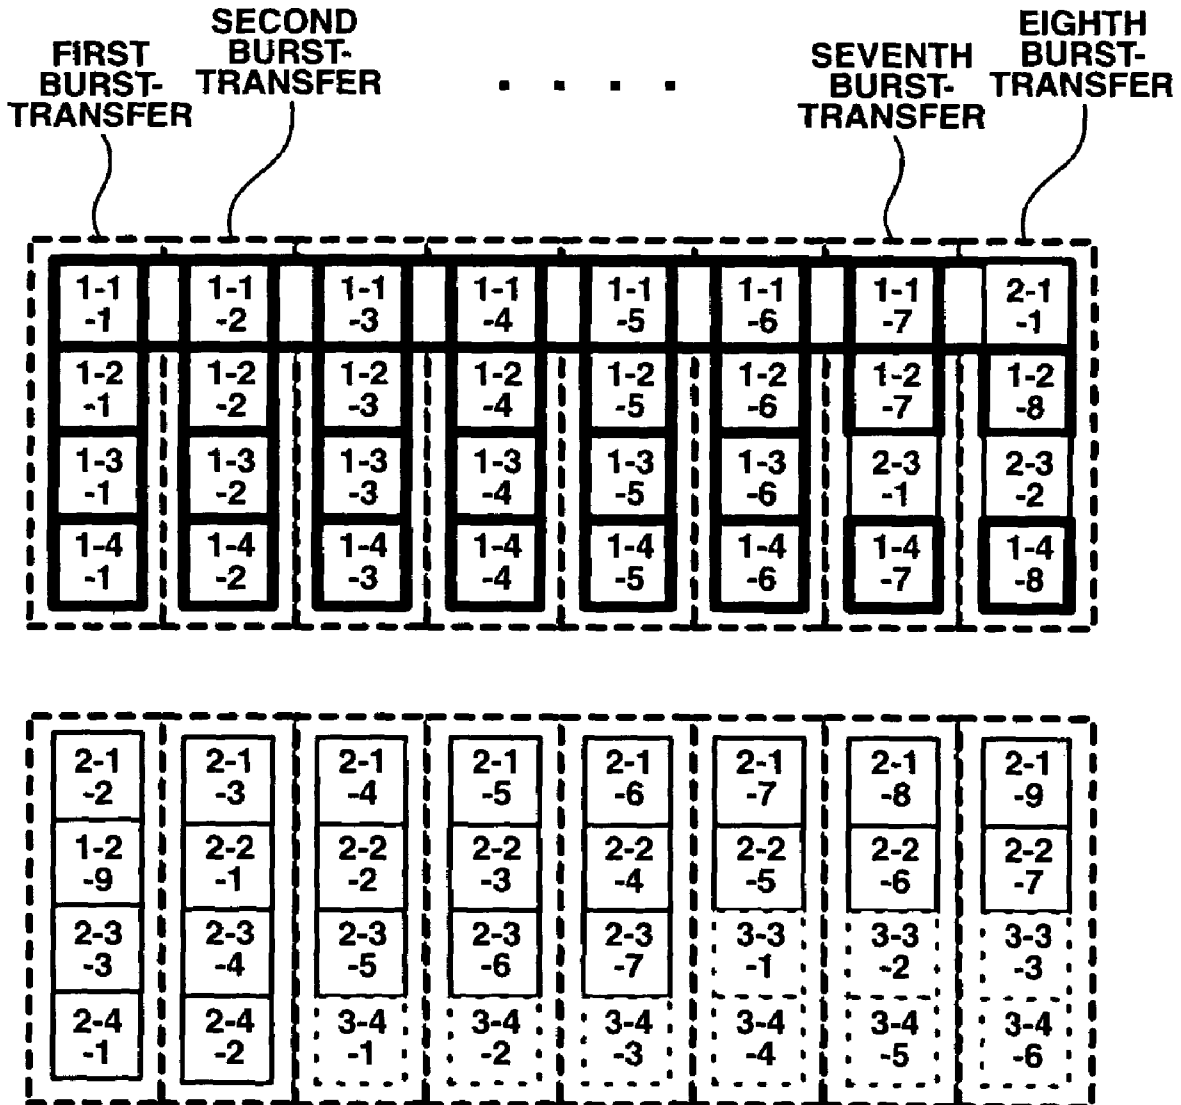 FIRST
BURST-
TRANSFER
SECOND
BURST-
TRANSFER
. . . .
SEVENTH
BURST-
TRANSFER
EIGHTH
BURST-
TRANSFER
1-1 1-1 1-1 1-1 1-1 1-1 1-1 2-1
-1 -2 -3 -4 -5 -6 -7 -1
1-2 1-2 1-2 1-2 1-2 1-2 1-2 1-2
-1 -2 -3 -4 -5 -6 -7 -8
1-3 1-3 1-3 1-3 1-3 1-3 2-3 2-3
-1 -2 -3 -4 -5 -6 -1 -2
1-4 1-4 1-4 1-4 1-4 1-4 1-4 1-4
-1 -2 -3 -4 -5 -6 -7 -8
2-1 2-1 2-1 2-1 2-1 2-1 2-1 2-1
-2 -3 -4 -5 -6 -7 -8 -9
1-2 2-2 2-2 2-2 2-2 2-2 2-2 2-2
-9 -1 -2 -3 -4 -5 -6 -7
2-3 2-3 2-3 2-3 2-3 3-3 3-3 3-3
-3 -4 -5 -6 -7 -1 -2 -3
2-4 2-4 3-4 3-4 3-4 3-4 3-4 3-4
-1 -2 -1 -2 -3 -4 -5 -6